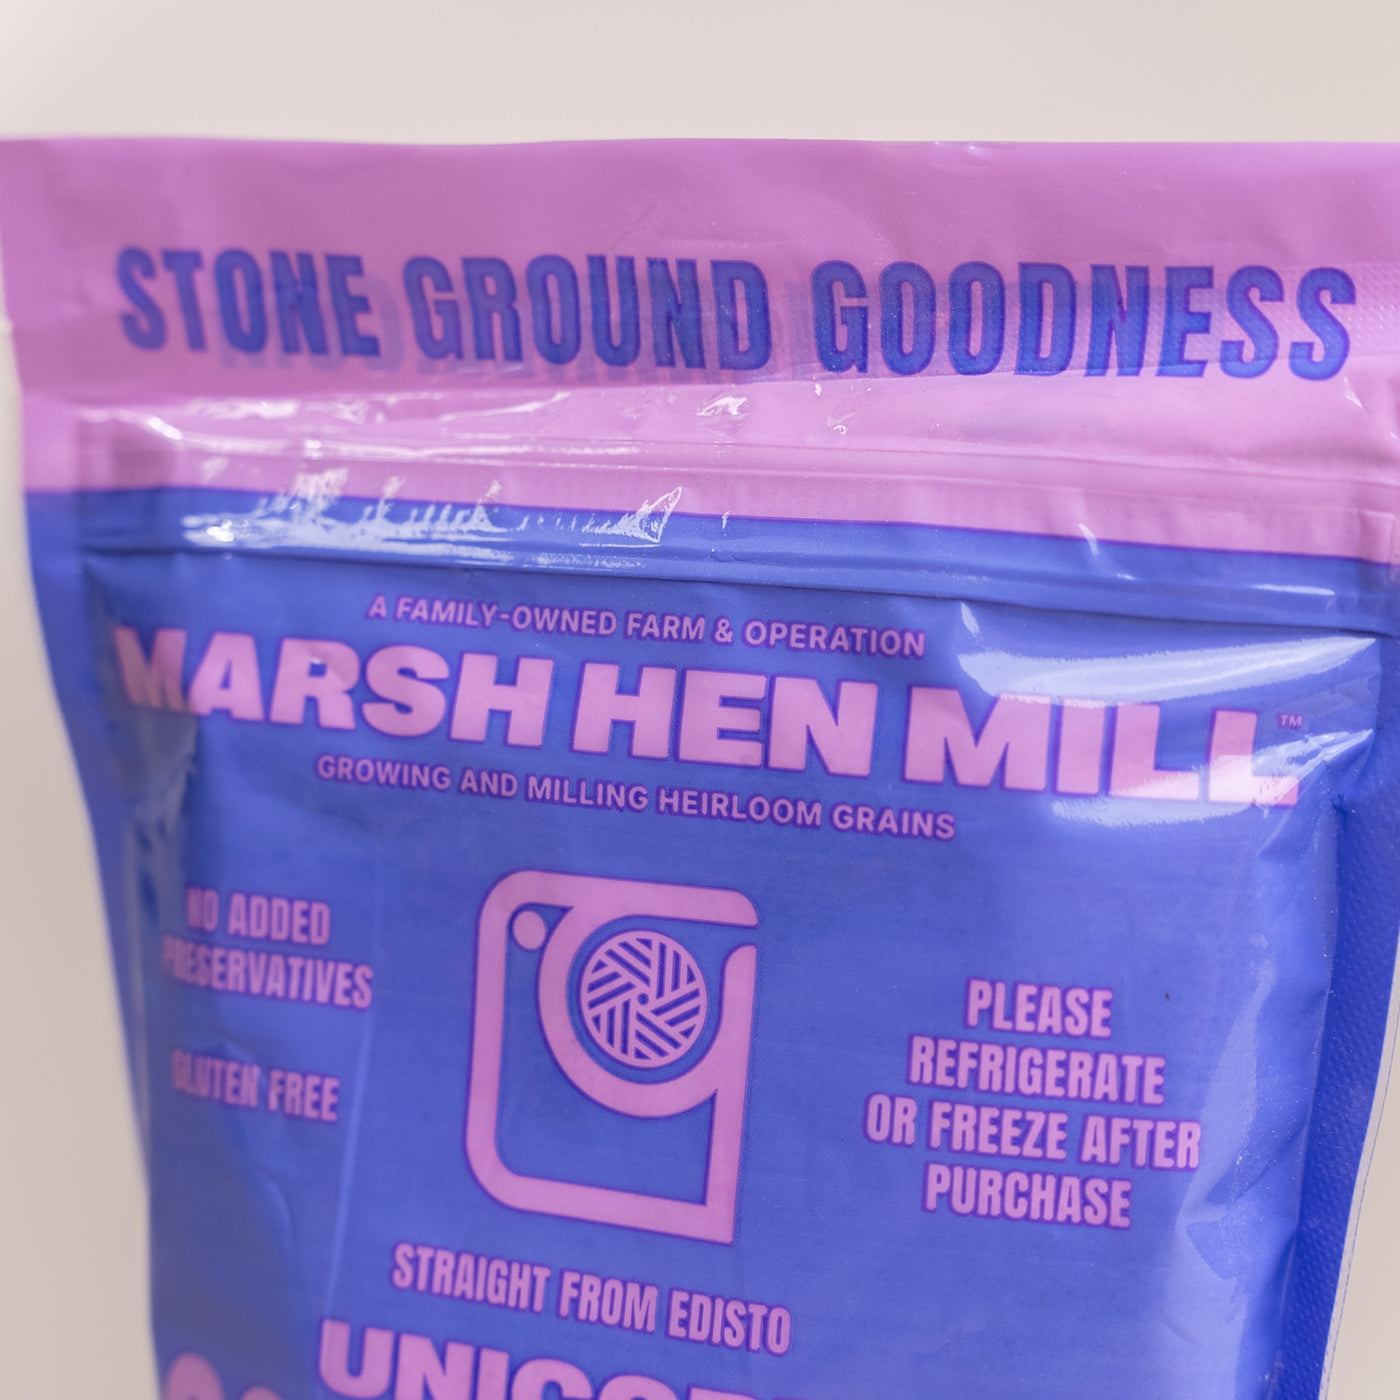 STONE GROUND GOODNESS
A FAMILY-OWNED FARM & OPERATION
MARSH HEN MILL™
GROWING AND MILLING HEIRLOOM GRAINS
NO ADDED
PRESERVATIVES
GLUTEN FREE
PLEASE
REFRIGERATE
OR FREEZE AFTER
PURCHASE
STRAIGHT FROM EDISTO